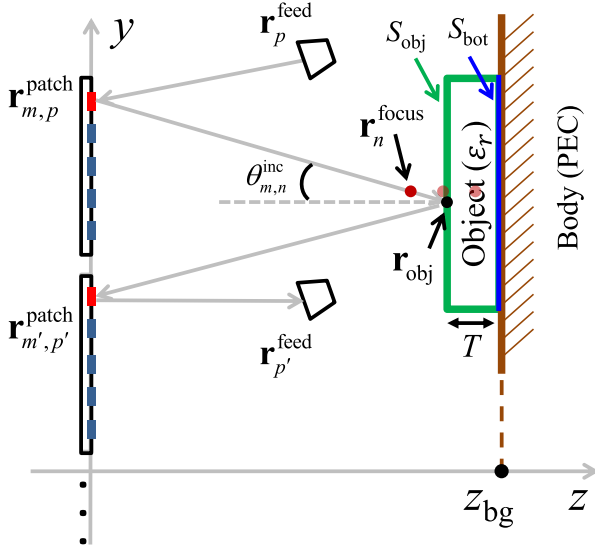 y
r_p^feed
r_{m,p}^patch
S_obj
S_bot
r_n^focus
θ_{m,n}^inc
Object (ε_r)
Body (PEC)
r_obj
r_{m′,p′}^patch
r_{p′}^feed
T
z_bg
z